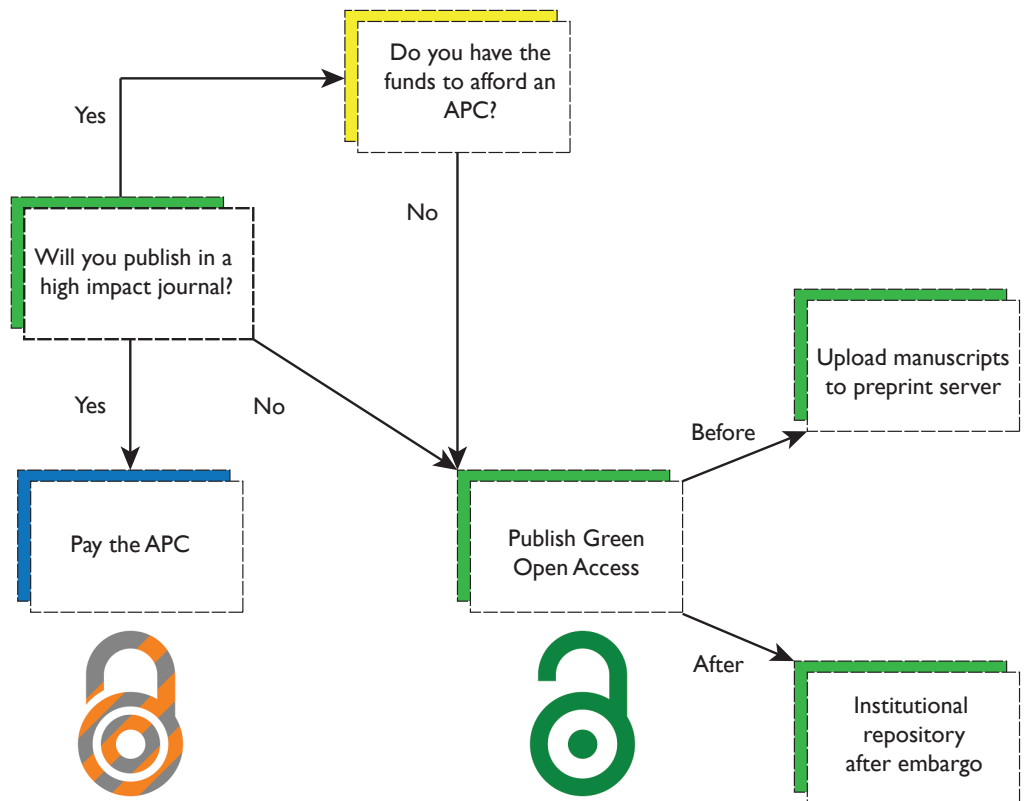 Do you have the
funds to afford an
APC?
Yes
No
Will you publish in a
high impact journal?
Yes
No
Upload manuscripts
to preprint server
Before
Pay the APC
Publish Green
Open Access
After
Institutional
repository
after embargo